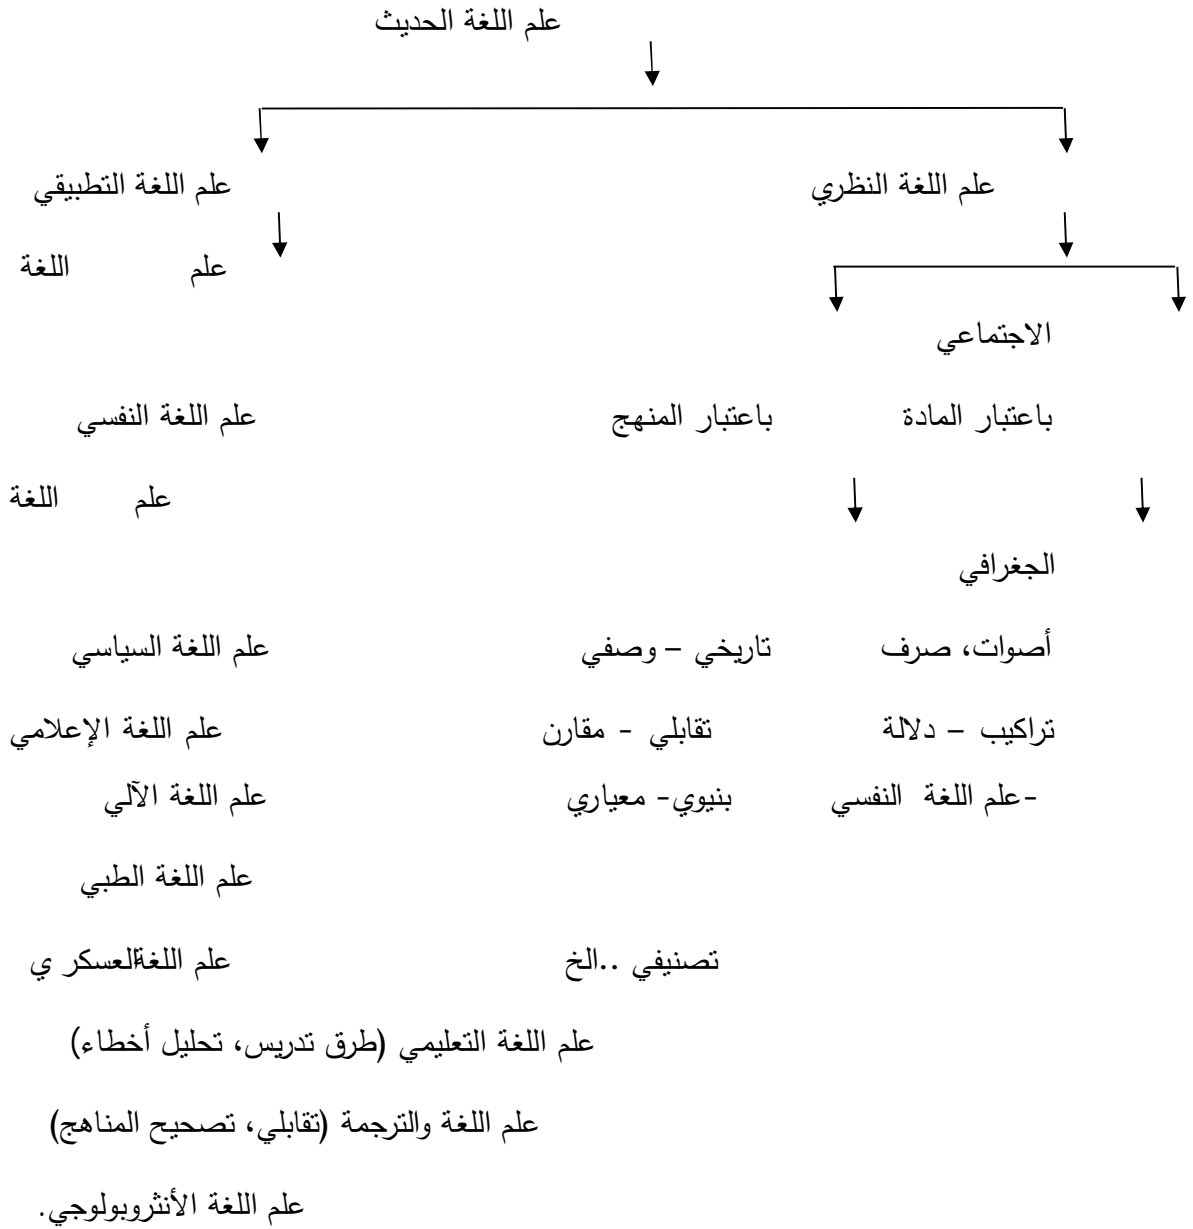 علم اللغة الحديث
علم اللغة النظري علم اللغة التطبيقي
علم اللغة
الاجتماعي
باعتبار المادة باعتبار المنهج علم اللغة النفسي
علم اللغة
الجغرافي
أصوات، صرف تاريخي – وصفي علم اللغة السياسي
تراكيب – دلالة تقابلي - مقارن علم اللغة الإعلامي
-علم اللغة النفسي بنيوي- معياري علم اللغة الآلي
علم اللغة الطبي
تصنيفي ..الخ علم اللغةالعسكر ي
علم اللغة التعليمي (طرق تدريس، تحليل أخطاء)
علم اللغة والترجمة (تقابلي، تصحيح المناهج)
علم اللغة الأنثروبولوجي.